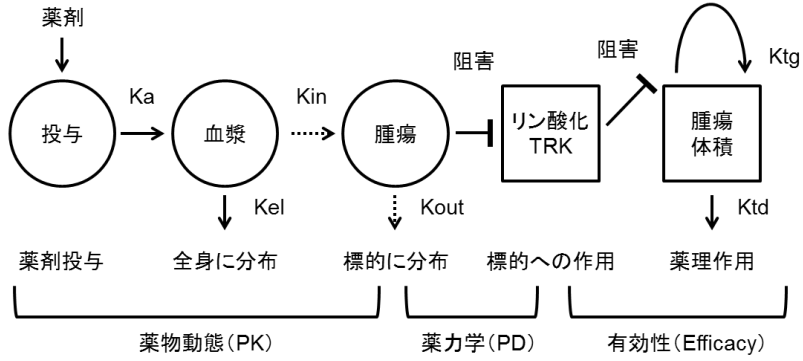 薬剤
投与
Ka
血漿
Kin
腫瘍
阻害
リン酸化
TRK
阻害
腫瘍
体積
Ktg
Kel
Kout
Ktd
薬剤投与
全身に分布
標的に分布
標的への作用
薬理作用
薬物動態（PK）
薬力学（PD）
有効性（Efficacy）